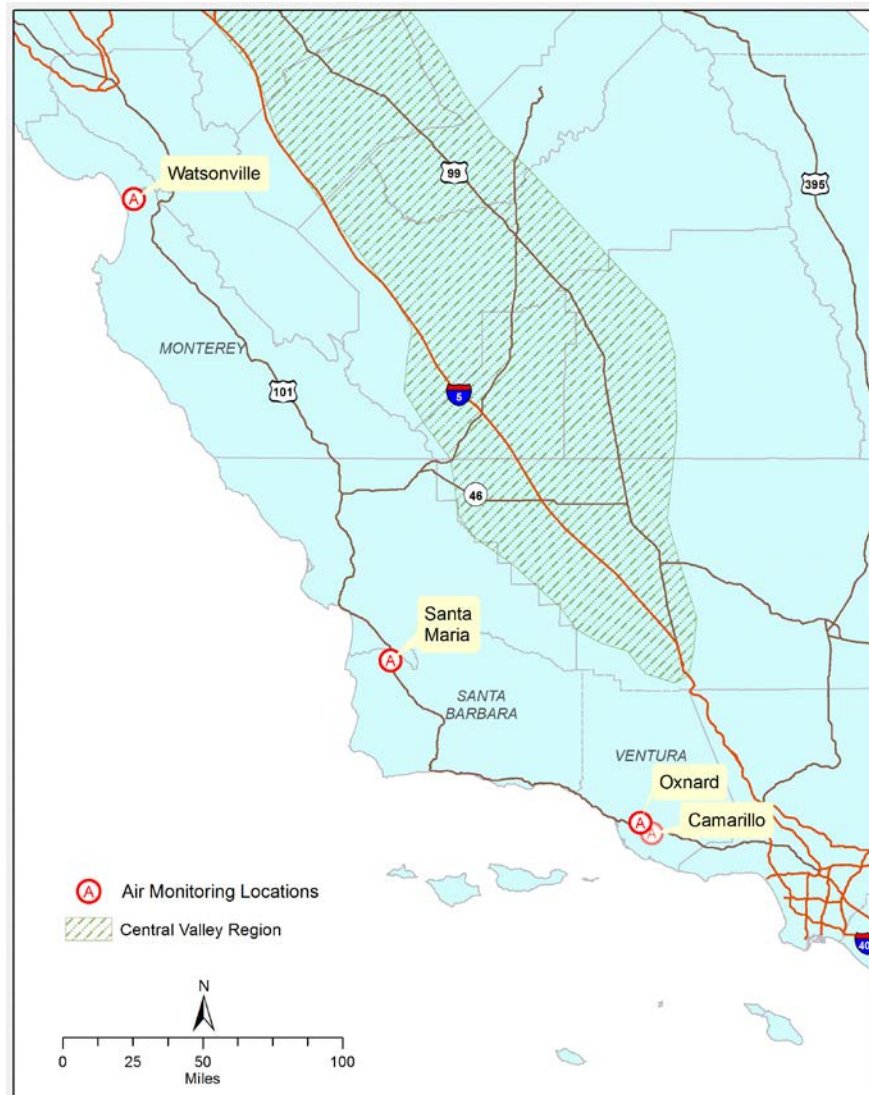 Watsonville
99
395
MONTEREY
101
5
46
Santa
Maria
SANTA
BARBARA
VENTURA
Oxnard
Camarillo
A
A
A
A
A Air Monitoring Locations
Central Valley Region
40
N
0 25 50 100
Miles